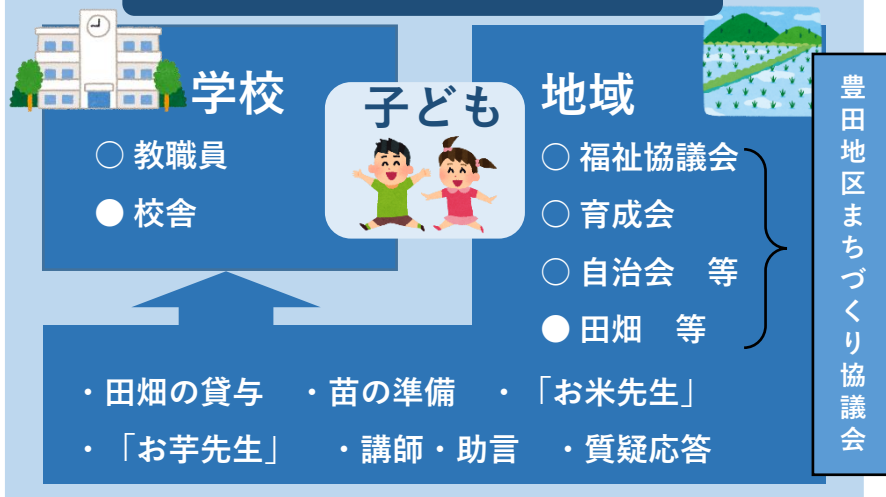 学校
○ 教職員
● 校舎
子ども
地域
○ 福祉協議会
○ 育成会
○ 自治会　等
● 田畑　等
豊田地区まちづくり協議会
・田畑の貸与　・苗の準備　・「お米先生」
・「お芋先生」　・講師・助言　・質疑応答